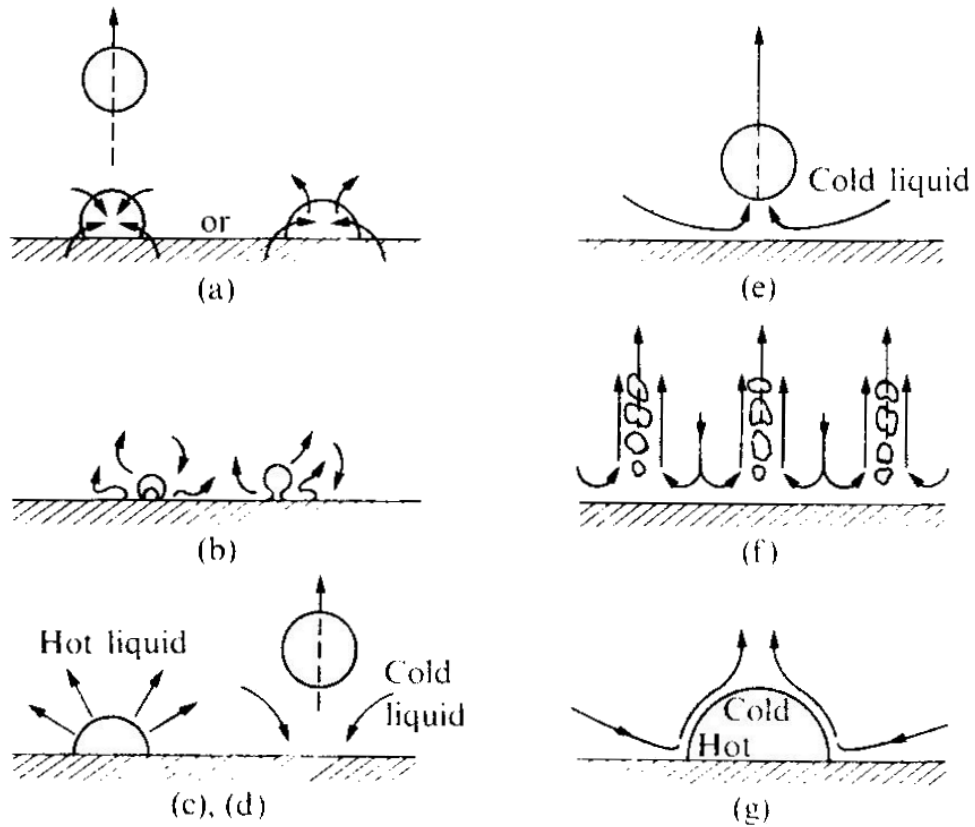 or
(a)
(b)
Hot liquid
Cold
liquid
(c), (d)
Cold liquid
(e)
(f)
Cold
Hot
(g)